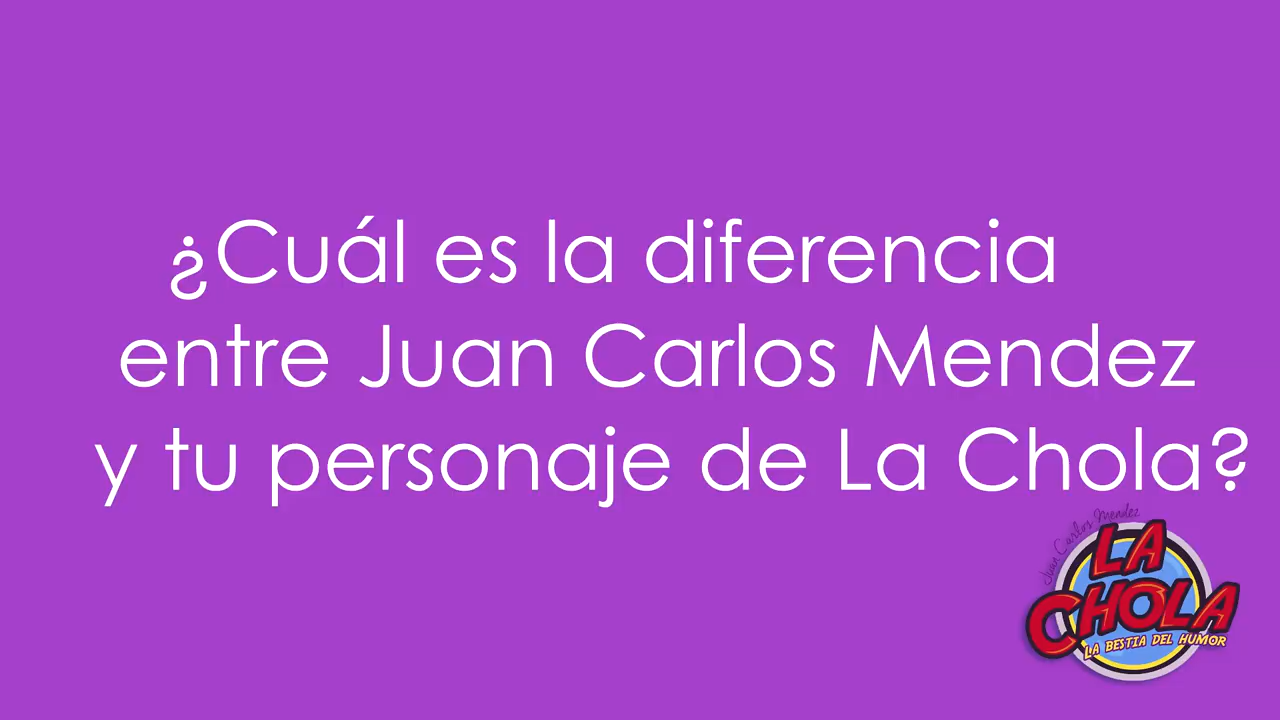 ¿Cuál es la diferencia
entre Juan Carlos Mendez
y tu personaje de La Chola?
Juan Carlos Mendez
LA
CHOLA
LA BESTIA DEL HUMOR